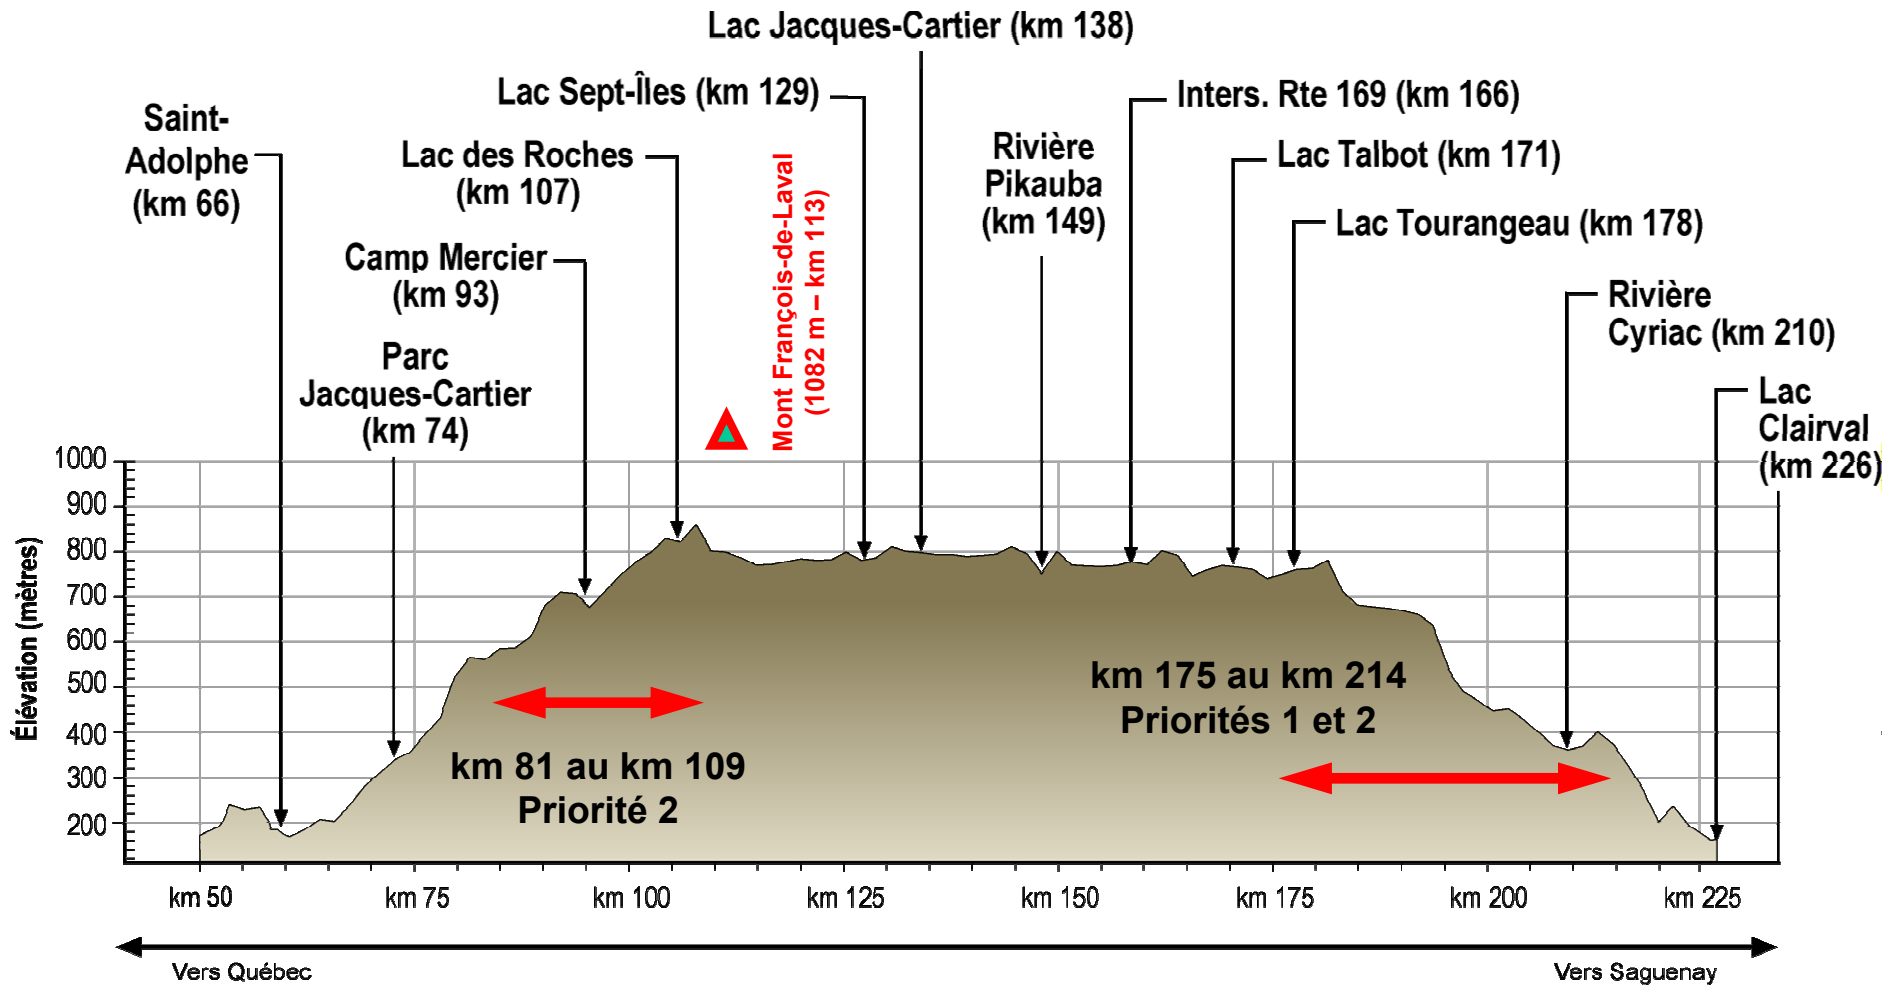 Lac Jacques-Cartier (km 138)
Lac Sept-Îles (km 129)
Inters. Rte 169 (km 166)
Saint-
Adolphe
(km 66)
Lac des Roches
(km 107)
Mont François-de-Laval
(1082 m – km 113)
Rivière
Pikauba
(km 149)
Lac Talbot (km 171)
Lac Tourangeau (km 178)
Camp Mercier
(km 93)
Rivière
Cyriac (km 210)
Parc
Jacques-Cartier
(km 74)
Lac
Clairval
(km 226)
Élévation (mètres)
1000
900
800
700
600
500
400
300
200
km 175 au km 214
Priorités 1 et 2
km 81 au km 109
Priorité 2
km 50
km 75
km 100
km 125
km 150
km 175
km 200
km 225
Vers Québec
Vers Saguenay